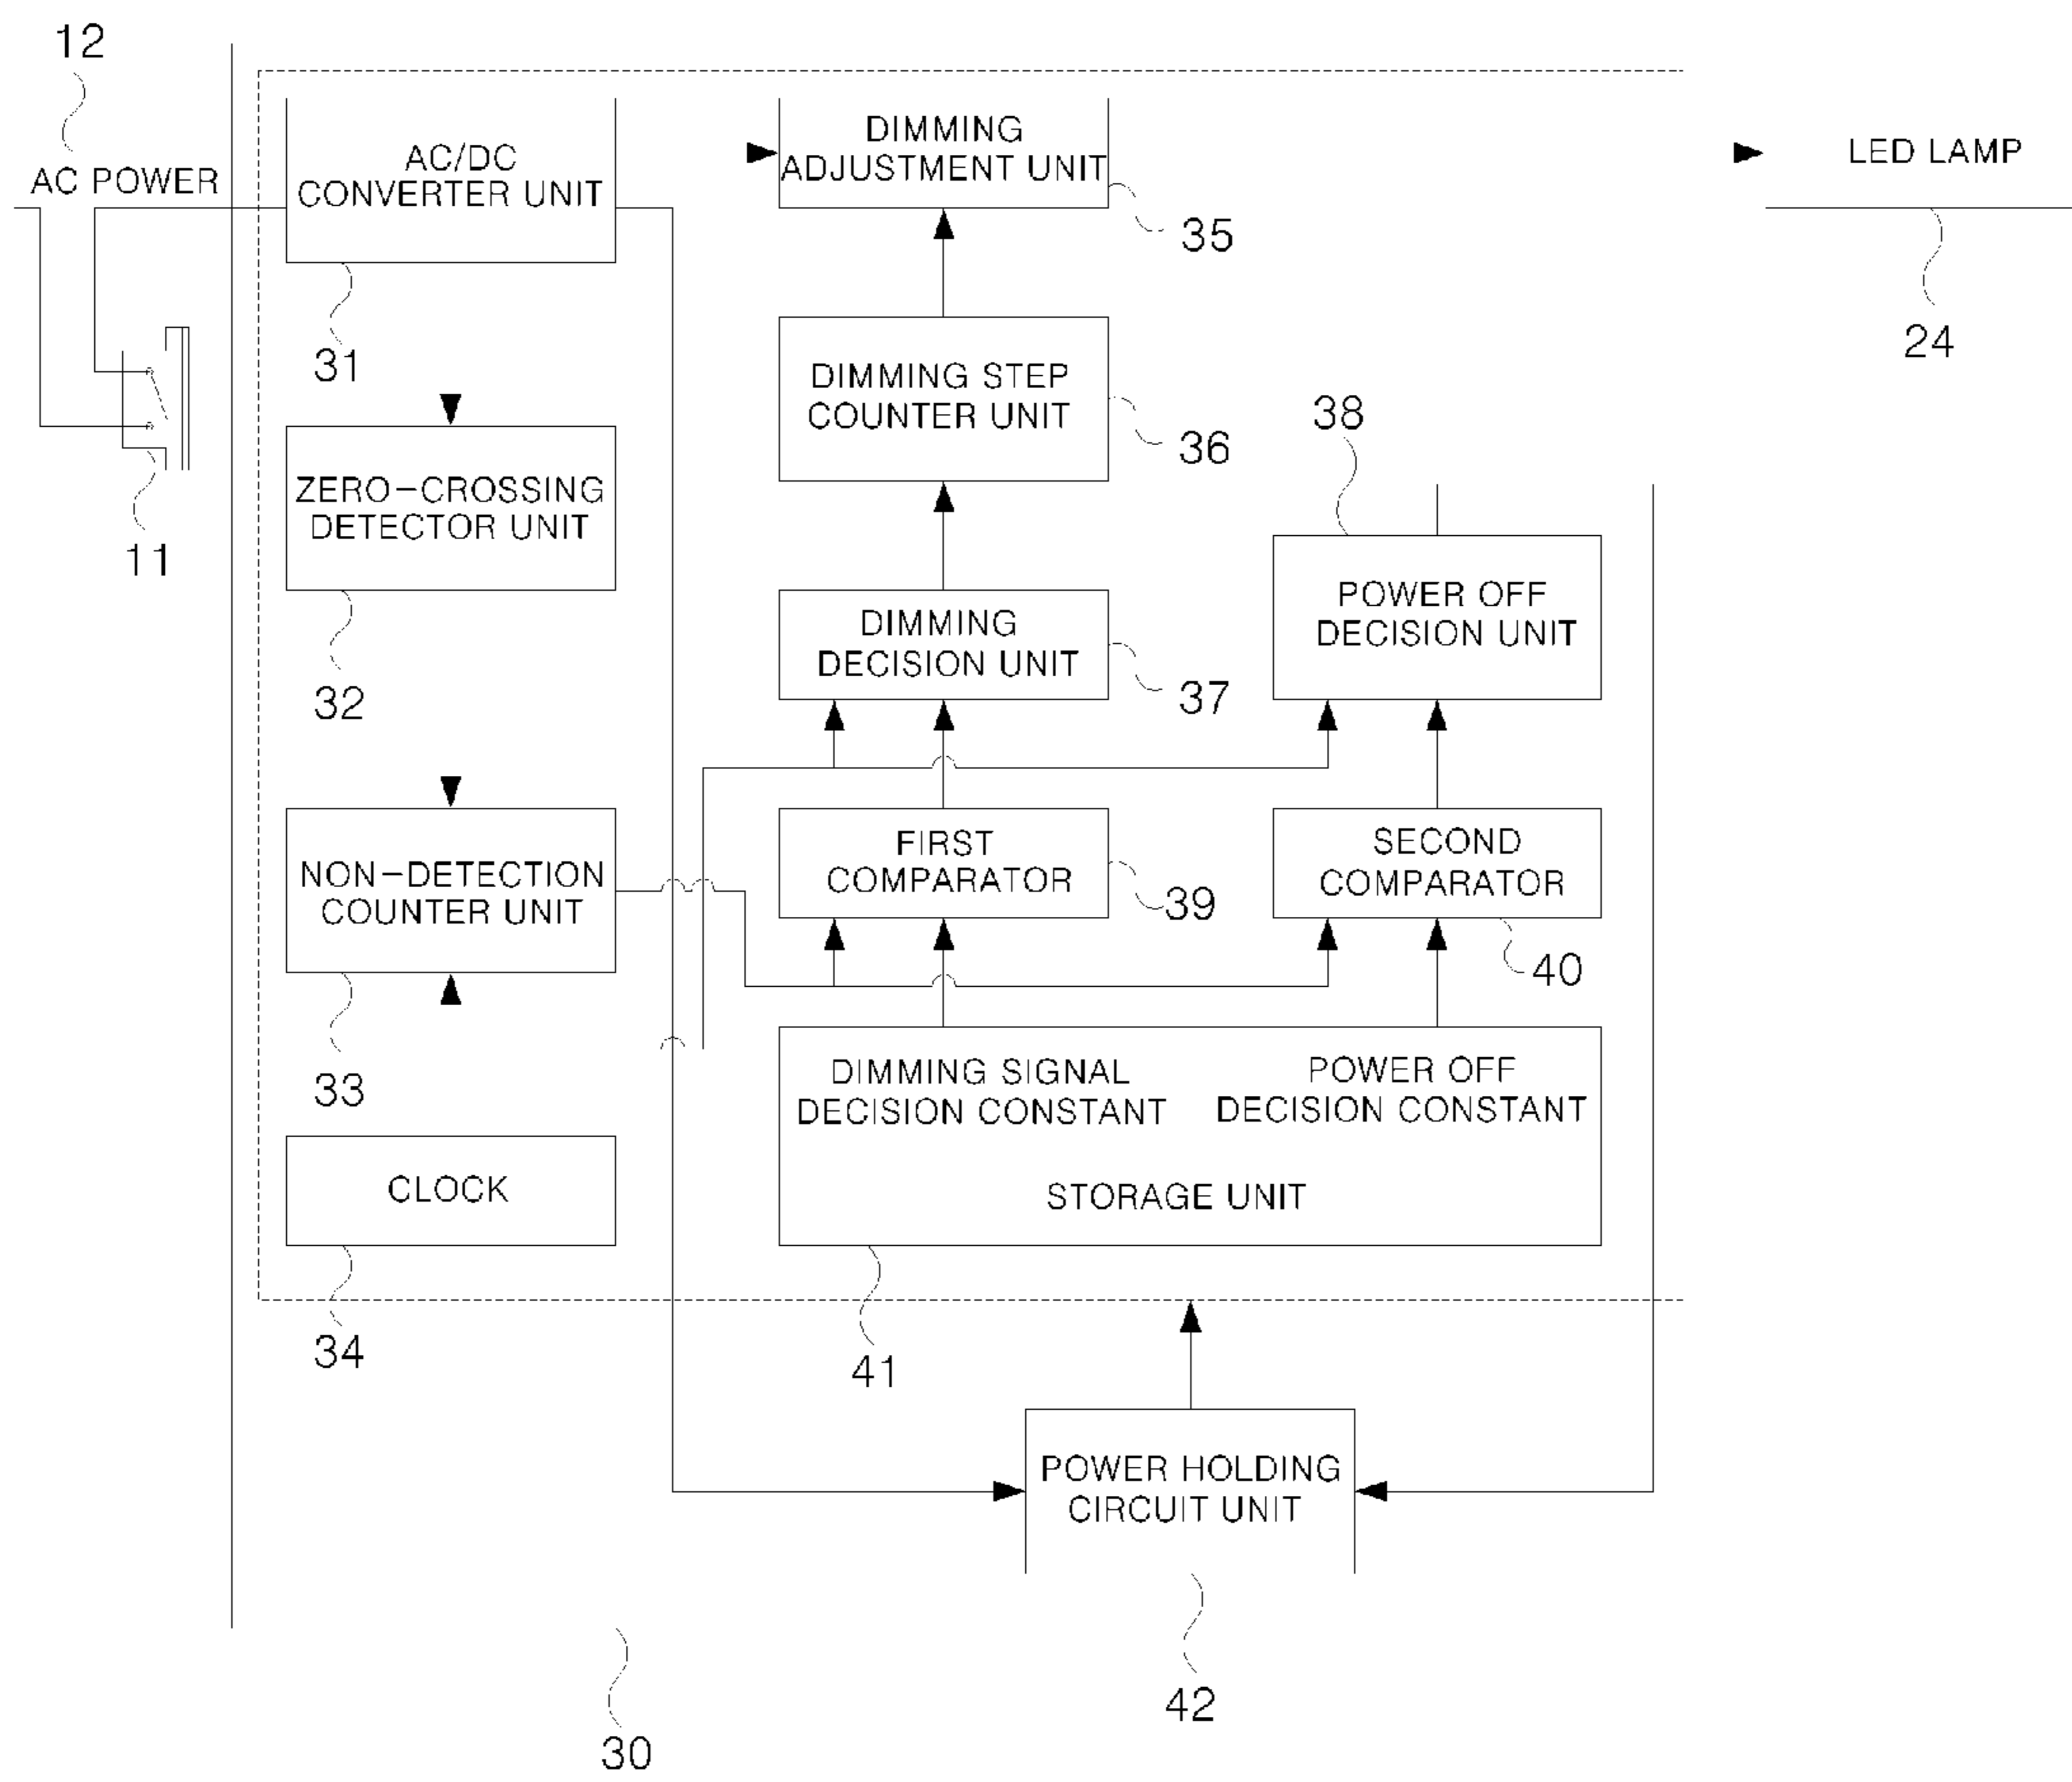 12
AC POWER
11
AC/DC
CONVERTER UNIT
31
ZERO-CROSSING
DETECTOR UNIT
32
NON-DETECTION
COUNTER UNIT
33
CLOCK
34
DIMMING
ADJUSTMENT UNIT
35
DIMMING STEP
COUNTER UNIT
36
DIMMING
DECISION UNIT
37
38
POWER OFF
DECISION UNIT
FIRST
COMPARATOR
39
SECOND
COMPARATOR
40
DIMMING SIGNAL
DECISION CONSTANT
POWER OFF
DECISION CONSTANT
STORAGE UNIT
41
POWER HOLDING
CIRCUIT UNIT
42
30
LED LAMP
24